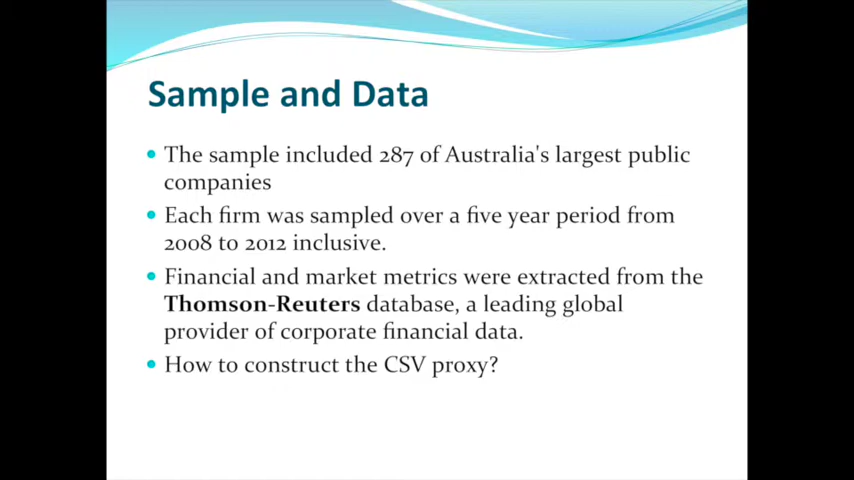 Sample and Data
The sample included 287 of Australia's largest public
companies
Each firm was sampled over a five year period from
2008 to 2012 inclusive.
Financial and market metrics were extracted from the
Thomson-Reuters database, a leading global
provider of corporate financial data.
How to construct the CSV proxy?